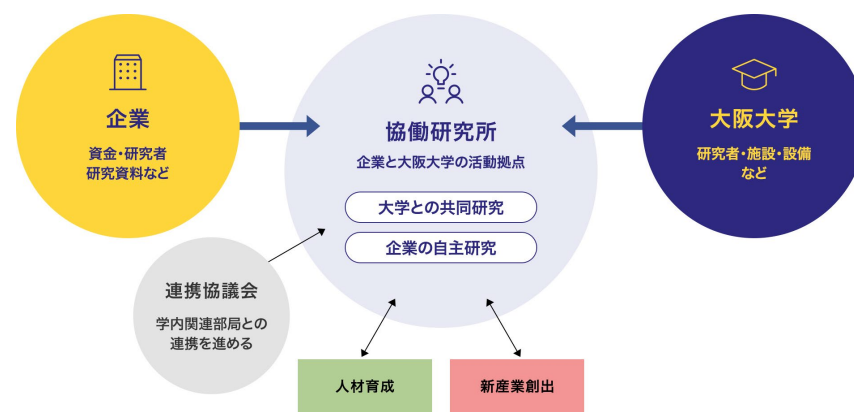 企業
資金・研究者
研究資料など
協働研究所
企業と大阪大学の活動拠点
大学との共同研究
企業の自主研究
大阪大学
研究者・施設・設備
など
連携協議会
学内関連部局との
連携を進める
人材育成
新産業創出